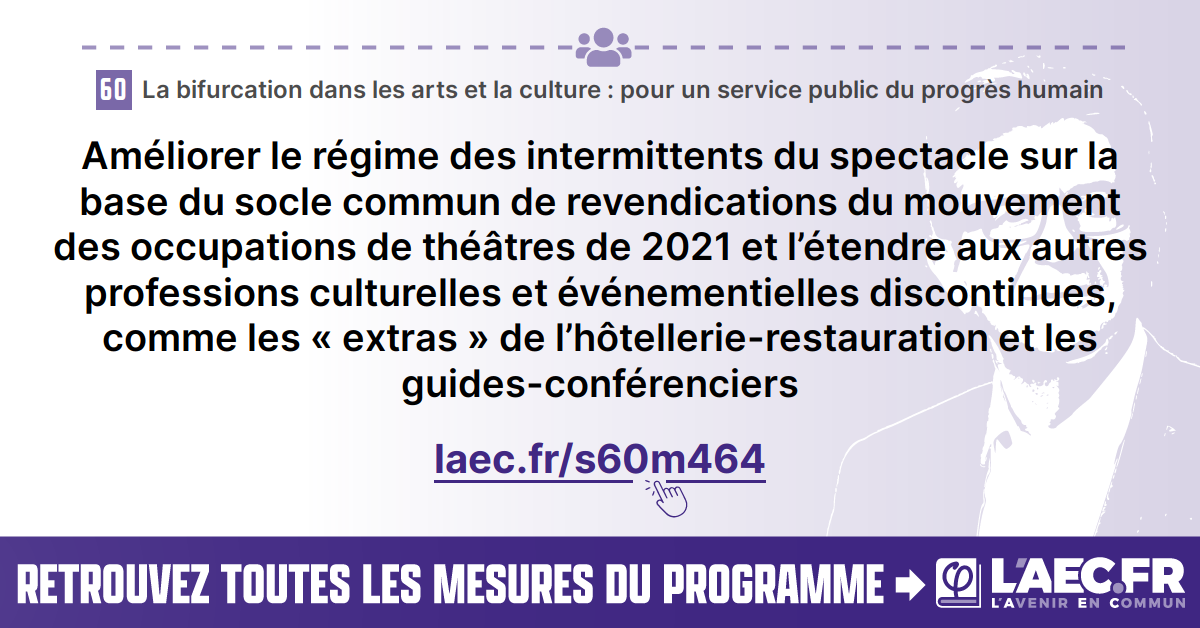 60 La bifurcation dans les arts et la culture : pour un service public du progrès humain
Améliorer le régime des intermittents du spectacle sur la
base du socle commun de revendications du mouvement
des occupations de théâtres de 2021 et l’étendre aux autres
professions culturelles et événementielles discontinues,
comme les « extras » de l’hôtellerie-restauration et les
guides-conférenciers
laec.fr/s60m464
RETROUVEZ TOUTES LES MESURES DU PROGRAMME
φ L'AEC.FR
L'AVENIR EN COMMUN